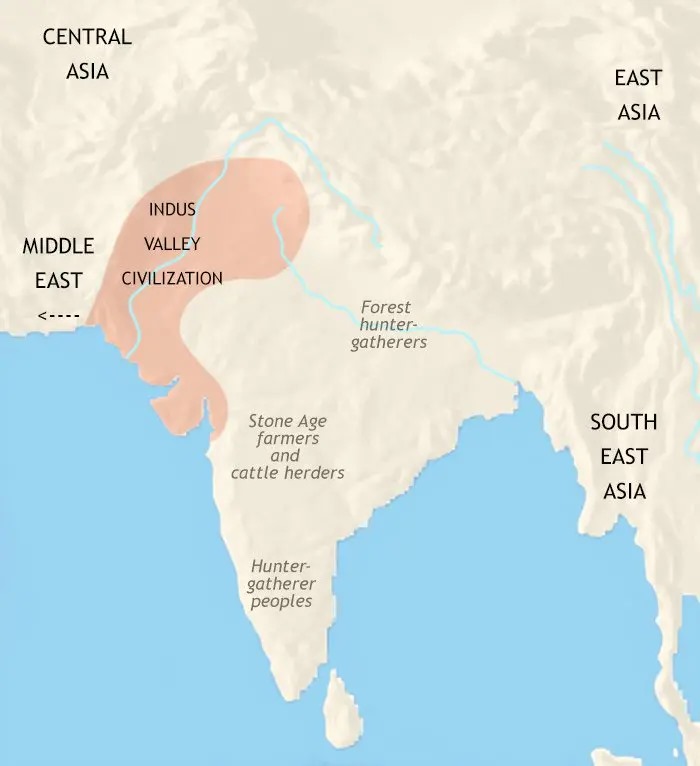 CENTRAL
ASIA
EAST
ASIA
INDUS
VALLEY
CIVILIZATION
MIDDLE
EAST
<----
Forest
hunter-
gatherers
Stone Age
farmers
and
cattle herders
SOUTH
EAST
ASIA
Hunter-
gatherer
peoples